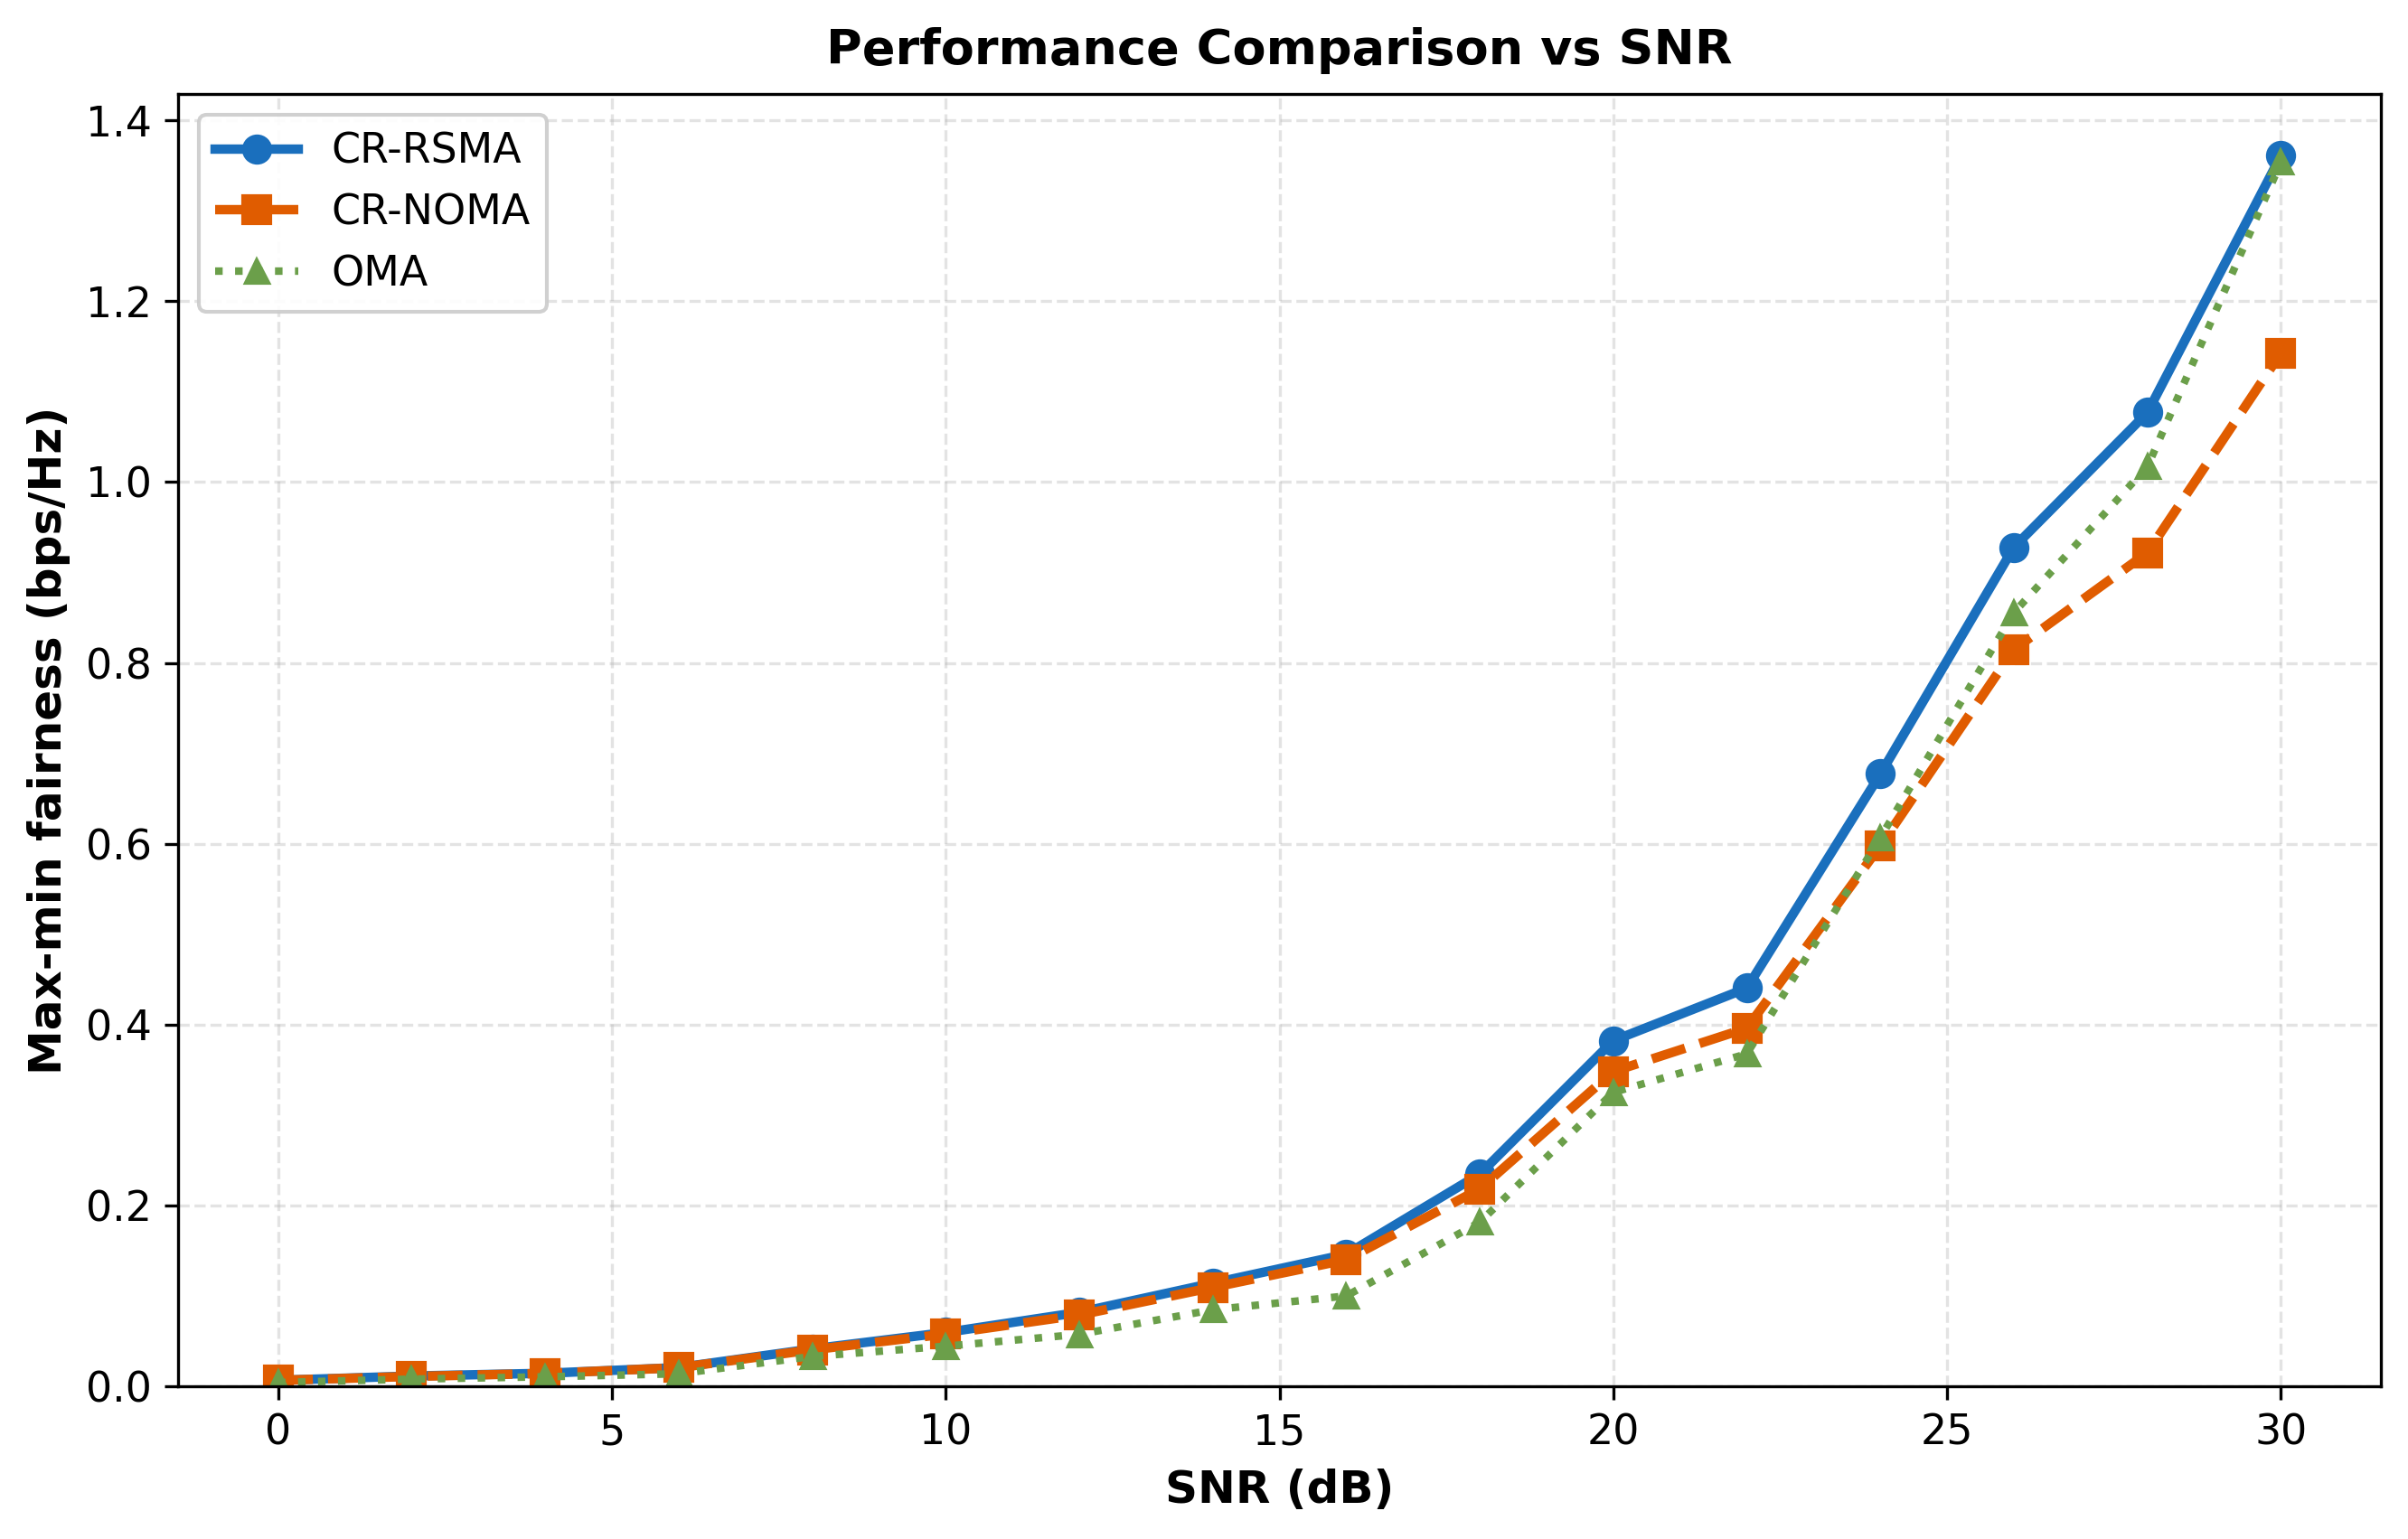 Performance Comparison vs SNR
CR-RSMA
CR-NOMA
OMA
Max-min fairness (bps/Hz)
1.4
1.2
1.0
0.8
0.6
0.4
0.2
0.0
0 5 10 15 20 25 30
SNR (dB)